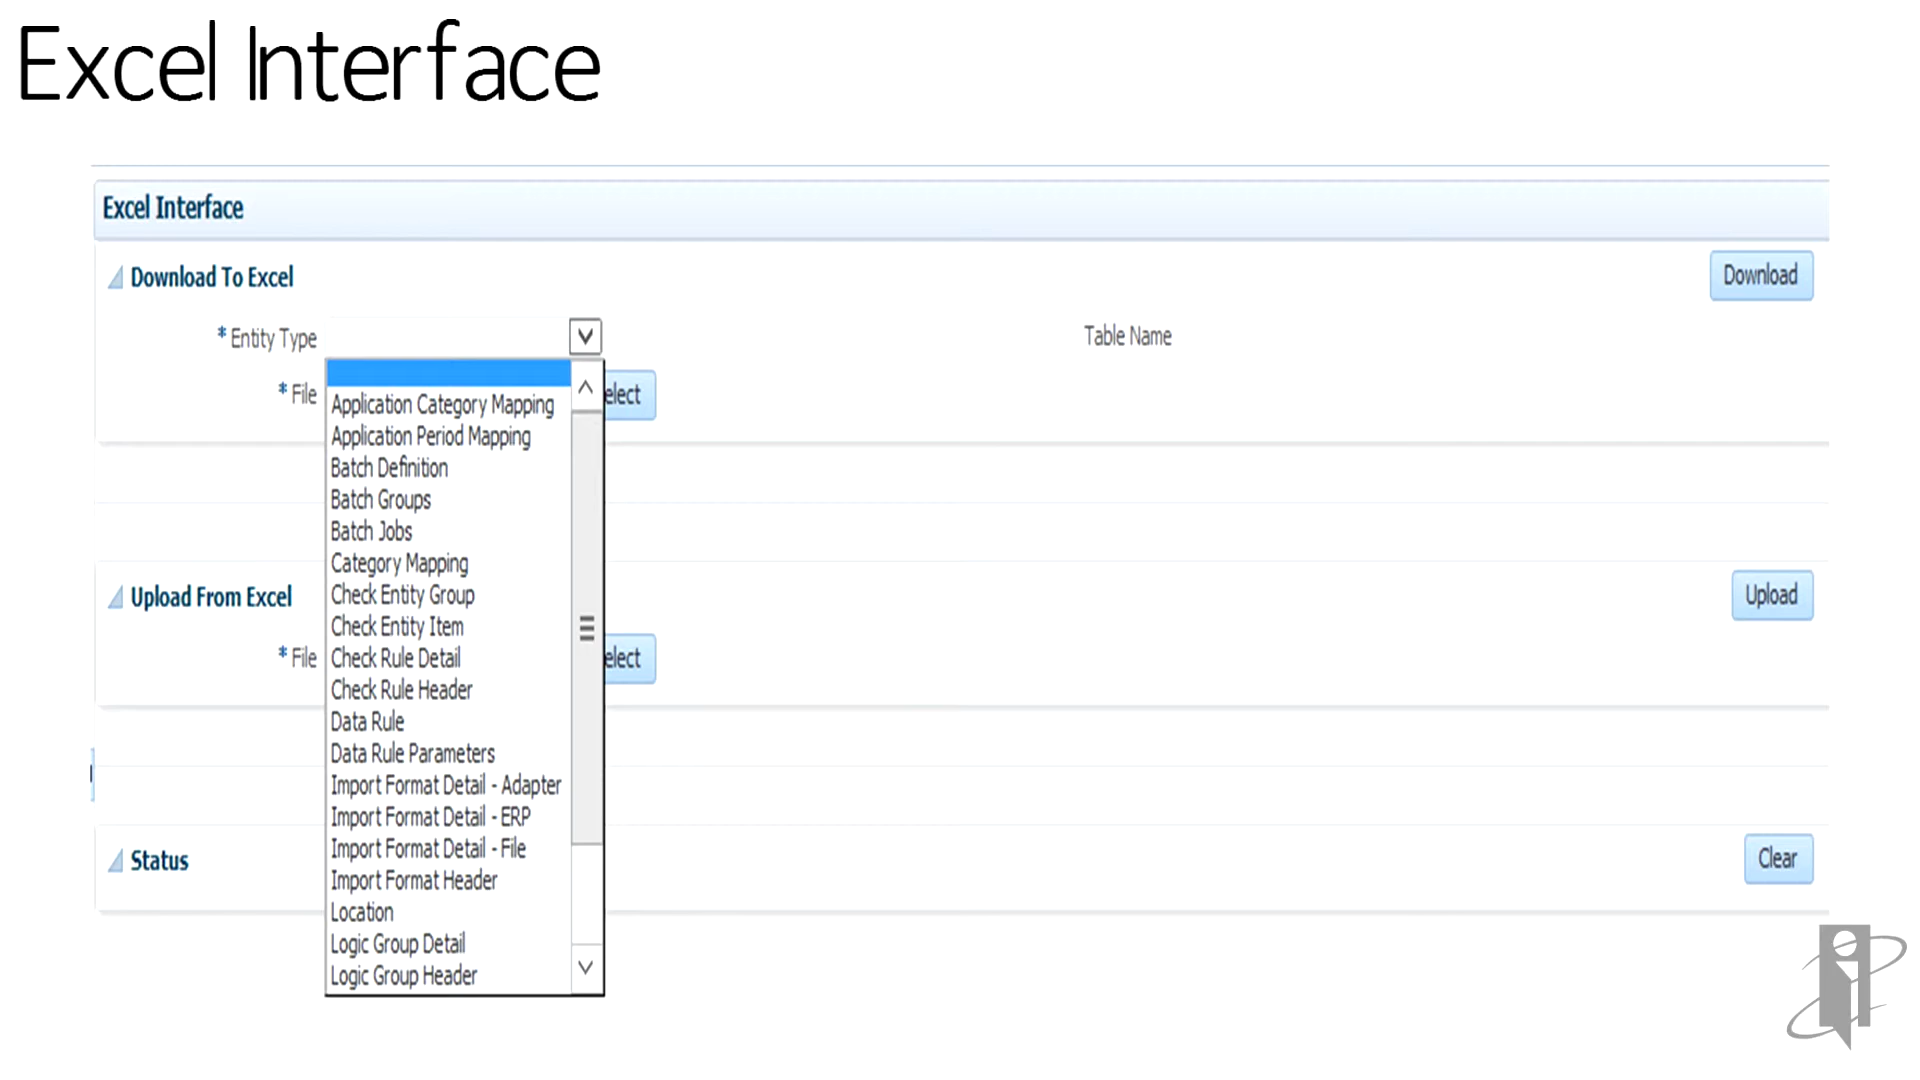 Excel Interface
Excel Interface
Download To Excel
Download
* Entity Type
Table Name
* File
elect
Application Category Mapping
Application Period Mapping
Batch Definition
Batch Groups
Batch Jobs
Category Mapping
Check Entity Group
Check Entity Item
Check Rule Detail
Check Rule Header
Data Rule
Data Rule Parameters
Import Format Detail - Adapter
Import Format Detail - ERP
Import Format Detail - File
Import Format Header
Location
Logic Group Detail
Logic Group Header
Upload From Excel
Upload
* File
elect
Status
Clear